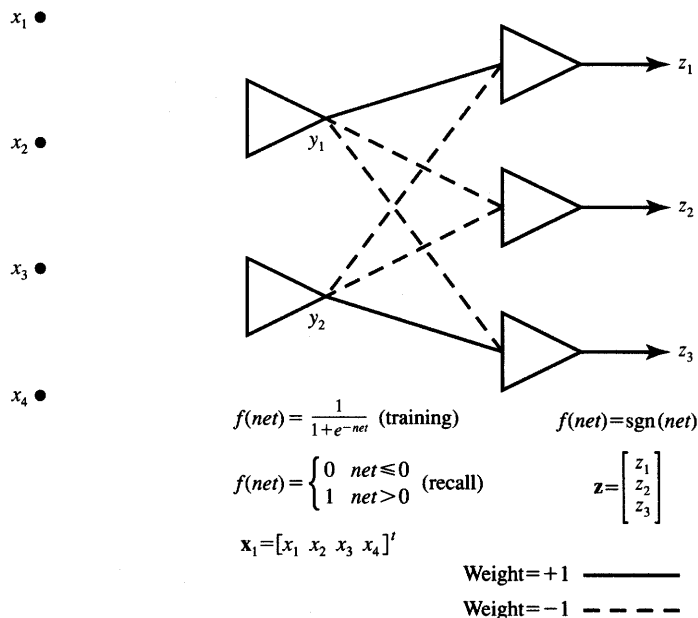 x₁
z₁
y₁
x₂
z₂
x₃
y₂
z₃
x₄
f(net) = 1/(1+e^{-net}) (training)
f(net)=sgn(net)
f(net) = { 0 net≤0
1 net>0 (recall)
z = [z₁ z₂ z₃]
x₁=[x₁ x₂ x₃ x₄]ᵗ
Weight=+1
Weight=−1